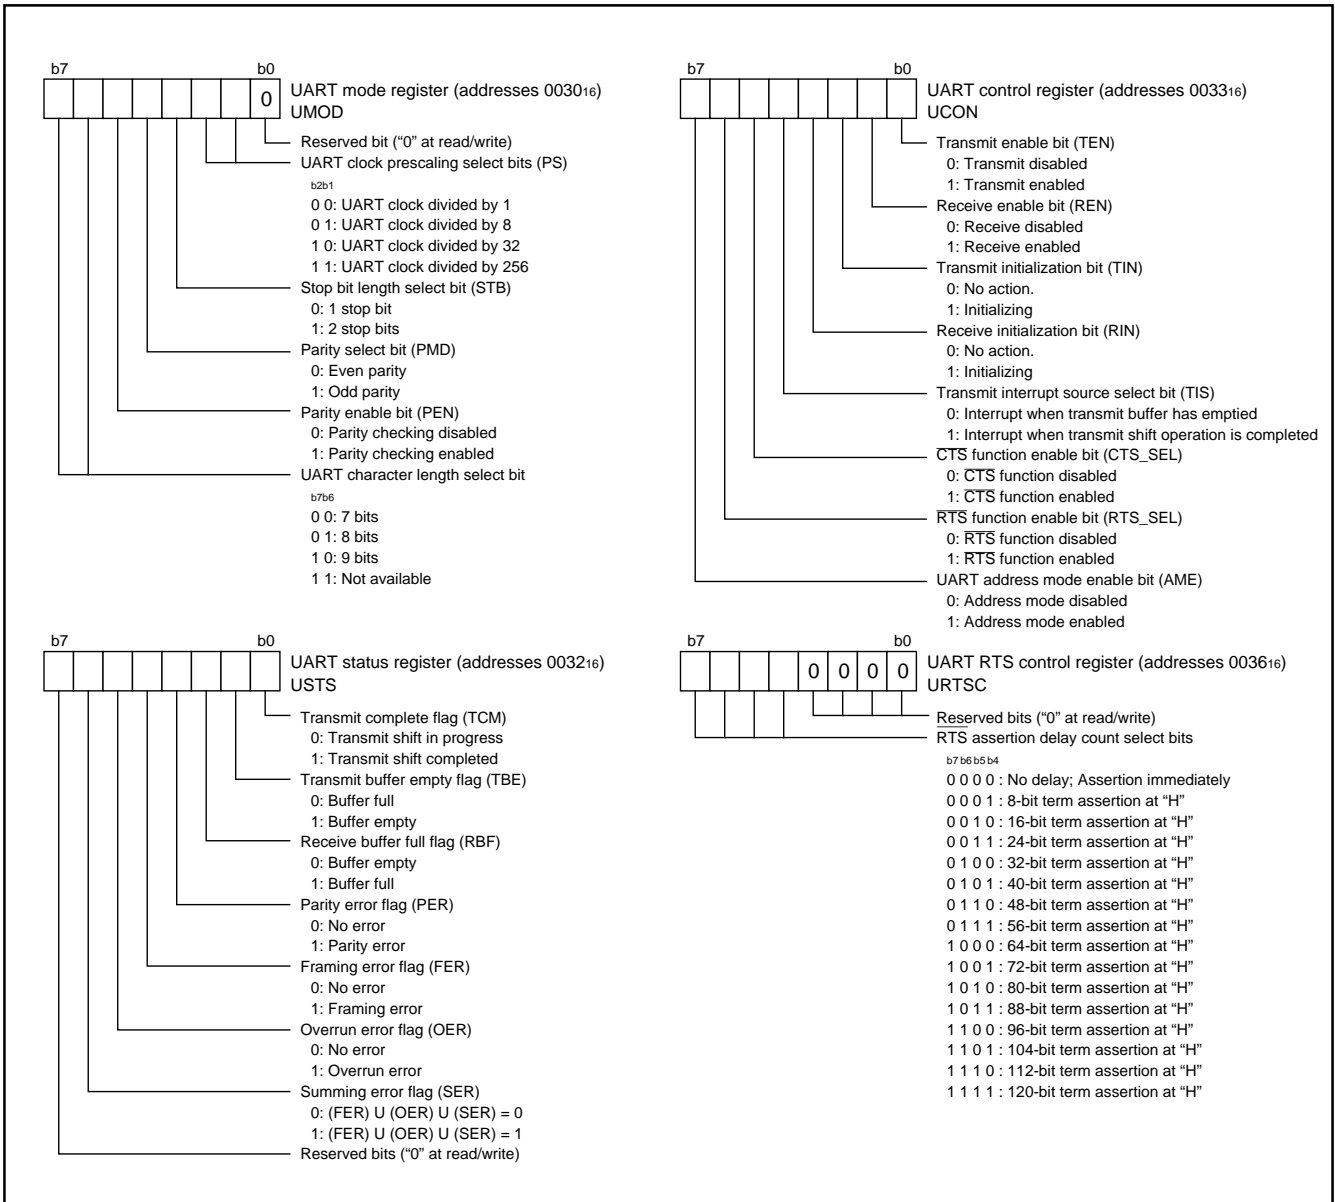 b7 b0
0
UART mode register (addresses 003016)
UMOD
Reserved bit (“0” at read/write)
UART clock prescaling select bits (PS)
b2b1
0 0: UART clock divided by 1
0 1: UART clock divided by 8
1 0: UART clock divided by 32
1 1: UART clock divided by 256
Stop bit length select bit (STB)
0: 1 stop bit
1: 2 stop bits
Parity select bit (PMD)
0: Even parity
1: Odd parity
Parity enable bit (PEN)
0: Parity checking disabled
1: Parity checking enabled
UART character length select bit
b7b6
0 0: 7 bits
0 1: 8 bits
1 0: 9 bits
1 1: Not available
b7 b0
UART control register (addresses 003316)
UCON
Transmit enable bit (TEN)
0: Transmit disabled
1: Transmit enabled
Receive enable bit (REN)
0: Receive disabled
1: Receive enabled
Transmit initialization bit (TIN)
0: No action.
1: Initializing
Receive initialization bit (RIN)
0: No action.
1: Initializing
Transmit interrupt source select bit (TIS)
0: Interrupt when transmit buffer has emptied
1: Interrupt when transmit shift operation is completed
CTS function enable bit (CTS_SEL)
0: CTS function disabled
1: CTS function enabled
RTS function enable bit (RTS_SEL)
0: RTS function disabled
1: RTS function enabled
UART address mode enable bit (AME)
0: Address mode disabled
1: Address mode enabled
b7 b0
UART status register (addresses 003216)
USTS
Transmit complete flag (TCM)
0: Transmit shift in progress
1: Transmit shift completed
Transmit buffer empty flag (TBE)
0: Buffer full
1: Buffer empty
Receive buffer full flag (RBF)
0: Buffer empty
1: Buffer full
Parity error flag (PER)
0: No error
1: Parity error
Framing error flag (FER)
0: No error
1: Framing error
Overrun error flag (OER)
0: No error
1: Overrun error
Summing error flag (SER)
0: (FER) U (OER) U (SER) = 0
1: (FER) U (OER) U (SER) = 1
Reserved bits (“0” at read/write)
b7 b0
0 0 0 0
UART RTS control register (addresses 003616)
URTSC
Reserved bits (“0” at read/write)
RTS assertion delay count select bits
b7 b6 b5 b4
0 0 0 0 : No delay; Assertion immediately
0 0 0 1 : 8-bit term assertion at “H”
0 0 1 0 : 16-bit term assertion at “H”
0 0 1 1 : 24-bit term assertion at “H”
0 1 0 0 : 32-bit term assertion at “H”
0 1 0 1 : 40-bit term assertion at “H”
0 1 1 0 : 48-bit term assertion at “H”
0 1 1 1 : 56-bit term assertion at “H”
1 0 0 0 : 64-bit term assertion at “H”
1 0 0 1 : 72-bit term assertion at “H”
1 0 1 0 : 80-bit term assertion at “H”
1 0 1 1 : 88-bit term assertion at “H”
1 1 0 0 : 96-bit term assertion at “H”
1 1 0 1 : 104-bit term assertion at “H”
1 1 1 0 : 112-bit term assertion at “H”
1 1 1 1 : 120-bit term assertion at “H”